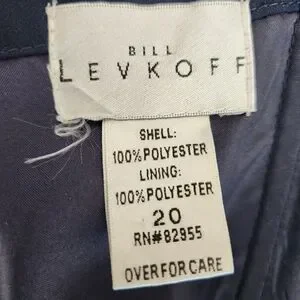 BILL
LEVKOFF
SHELL:
100% POLYESTER
LINING:
100% POLYESTER
20
RN#82955
OVER FOR CARE